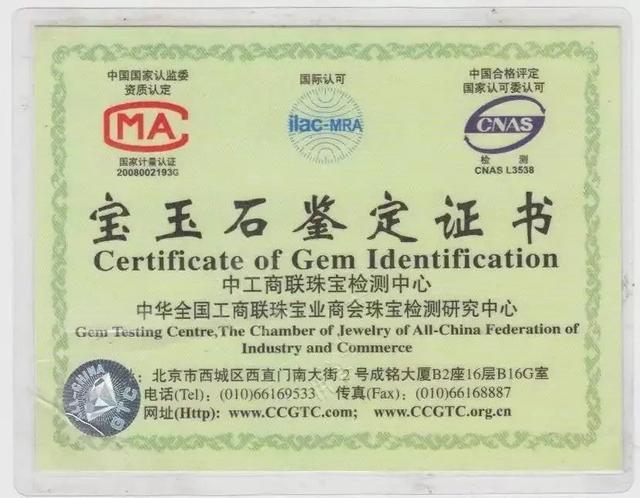 中国国家认监委
资质认定
MA
国家计量认证
2008002193G
国际认可
ilac-MRA
中国合格评定
国家认可委认可
CNAS
检 测
CNAS L3538
宝玉石鉴定证书
Certificate of Gem Identification
中工商联珠宝检测中心
中华全国工商联珠宝业商会珠宝检测研究中心
Gem Testing Centre,The Chamber of Jewelry of All-China Federation of
Industry and Commerce
：北京市西城区西直门南大街2号成铭大厦B2座16层B16G室
电话(Tel)： (010)66169533 传真(Fax)： (010)66168887
网址(Http): www.CCGTC.com; www.CCGTC.org.cn
ALL-CHINA
GTC